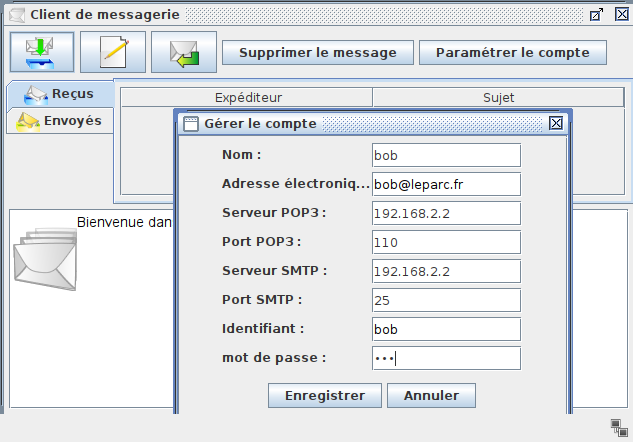 Client de messagerie
Supprimer le message
Paramétrer le compte
Reçus
Envoyés
Expéditeur
Sujet
Bienvenue dan
Gérer le compte
Nom :
bob
Adresse électroniq...
bob@leparc.fr
Serveur POP3 :
192.168.2.2
Port POP3 :
110
Serveur SMTP :
192.168.2.2
Port SMTP :
25
Identifiant :
bob
mot de passe :
•••
Enregistrer
Annuler